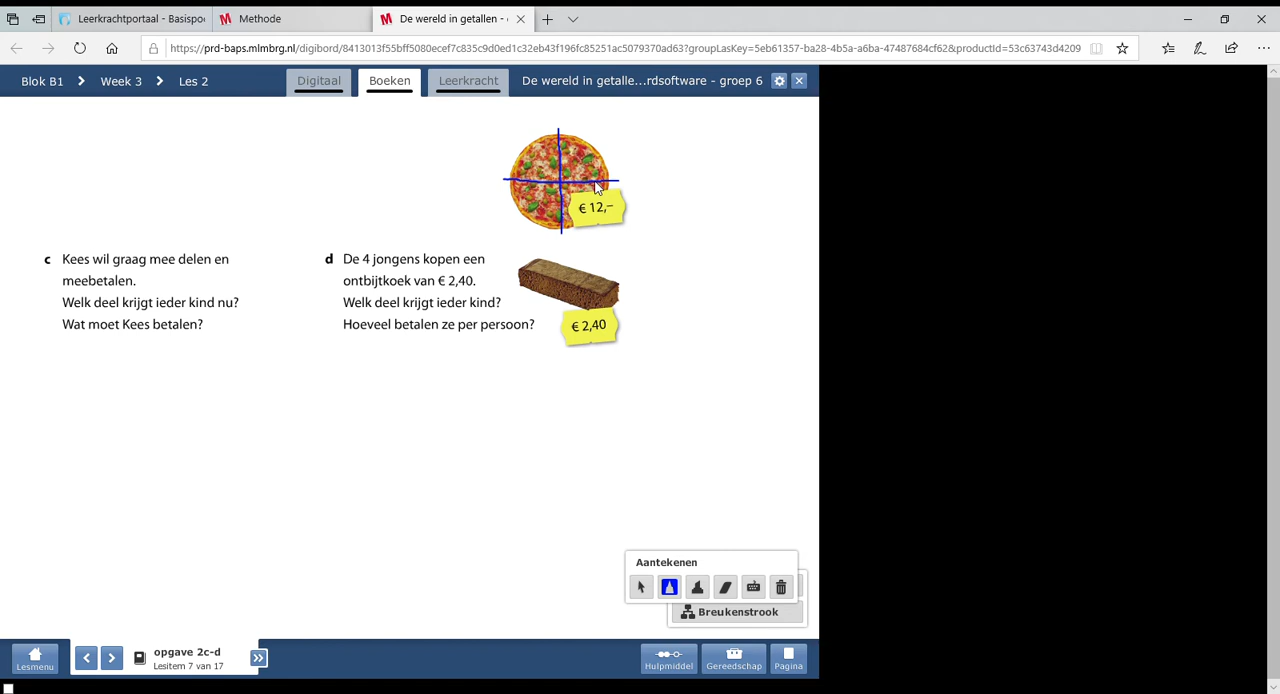 Leerkrachtportaal - Basispo
Methode
De wereld in getallen -
https://prd-baps.mlmbrg.nl/digibord/8413013f55bff5080ecef7c835c9d0ed1c32eb43f196fc85251ac5079370ad63?groupLasKey=5eb61357-ba28-4b5a-a6ba-47487684cf62&productId=53c63743d4209
Blok B1 Week 3 Les 2 Digitaal Boeken Leerkracht De wereld in getalle...rdsoftware - groep 6
€ 12,–
c Kees wil graag mee delen en
meebetalen.
Welk deel krijgt ieder kind nu?
Wat moet Kees betalen?
d De 4 jongens kopen een
ontbijtkoek van € 2,40.
Welk deel krijgt ieder kind?
Hoeveel betalen ze per persoon?
€ 2,40
Aantekenen
Breukenstrook
Lesmenu
opgave 2c-d
Lesitem 7 van 17
Hulpmiddel
Gereedschap
Pagina